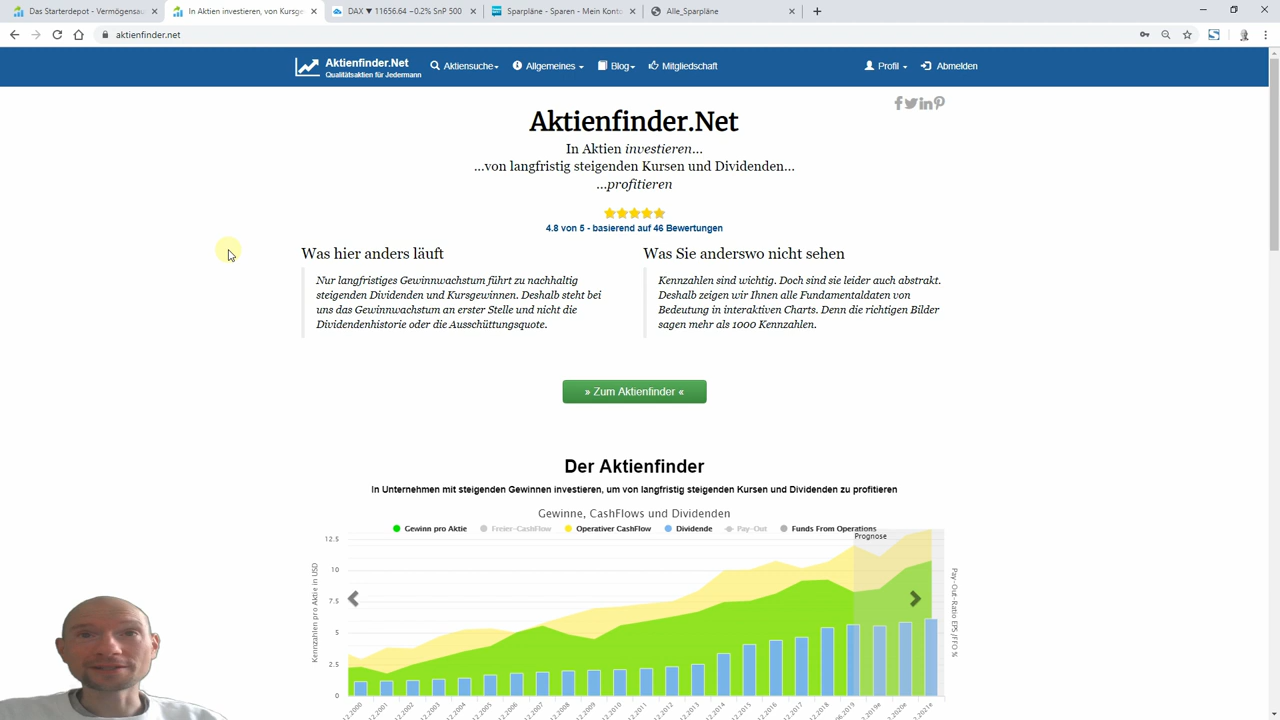 Das Starterdepot - Vermögensau
In Aktien investieren, von Kursge
DAX ▼ 11656.64 −0.2% SnP 500
Sparpläne - Sparen - Mein Konto
Alle_Sparpläne
aktienfinder.net
Aktienfinder.Net
Qualitätsaktien für Jedermann
Aktiensuche
Allgemeines
Blog
Mitgliedschaft
Profil
Abmelden
Aktienfinder.Net
In Aktien investieren...
...von langfristig steigenden Kursen und Dividenden...
...profitieren
4.8 von 5 - basierend auf 46 Bewertungen
Was hier anders läuft
Nur langfristiges Gewinnwachstum führt zu nachhaltig
steigenden Dividenden und Kursgewinnen. Deshalb steht bei
uns das Gewinnwachstum an erster Stelle und nicht die
Dividendenhistorie oder die Ausschüttungsquote.
Was Sie anderswo nicht sehen
Kennzahlen sind wichtig. Doch sind sie leider auch abstrakt.
Deshalb zeigen wir Ihnen alle Fundamentaldaten von
Bedeutung in interaktiven Charts. Denn die richtigen Bilder
sagen mehr als 1000 Kennzahlen.
» Zum Aktienfinder «
Der Aktienfinder
In Unternehmen mit steigenden Gewinnen investieren, um von langfristig steigenden Kursen und Dividenden zu profitieren
Gewinne, CashFlows und Dividenden
Gewinn pro Aktie Freier-CashFlow Operativer CashFlow Dividende Pay-Out Funds From Operations
Prognose
12.5
10
7.5
5
2.5
0
Kennzahlen pro Aktie in USD
Pay-Out-Ratio EPS /FFO %